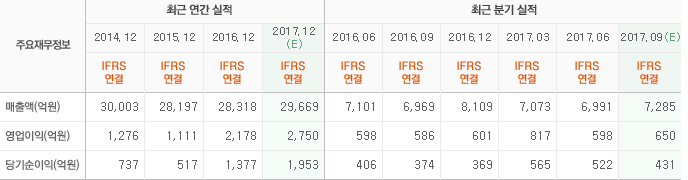 주요재무정보 최근 연간 실적 최근 분기 실적
2014. 12 2015. 12 2016. 12 2017. 12 (E) 2016. 06 2016. 09 2016. 12 2017. 03 2017. 06 2017. 09(E)
IFRS IFRS IFRS IFRS IFRS IFRS IFRS IFRS IFRS IFRS
연결 연결 연결 연결 연결 연결 연결 연결 연결 연결
매출액(억원) 30,003 28,197 28,318 29,669 7,101 6,969 8,109 7,073 6,991 7,285
영업이익(억원) 1,276 1,111 2,178 2,750 598 586 601 817 598 650
당기순이익(억원) 737 517 1,377 1,953 406 374 369 565 522 431